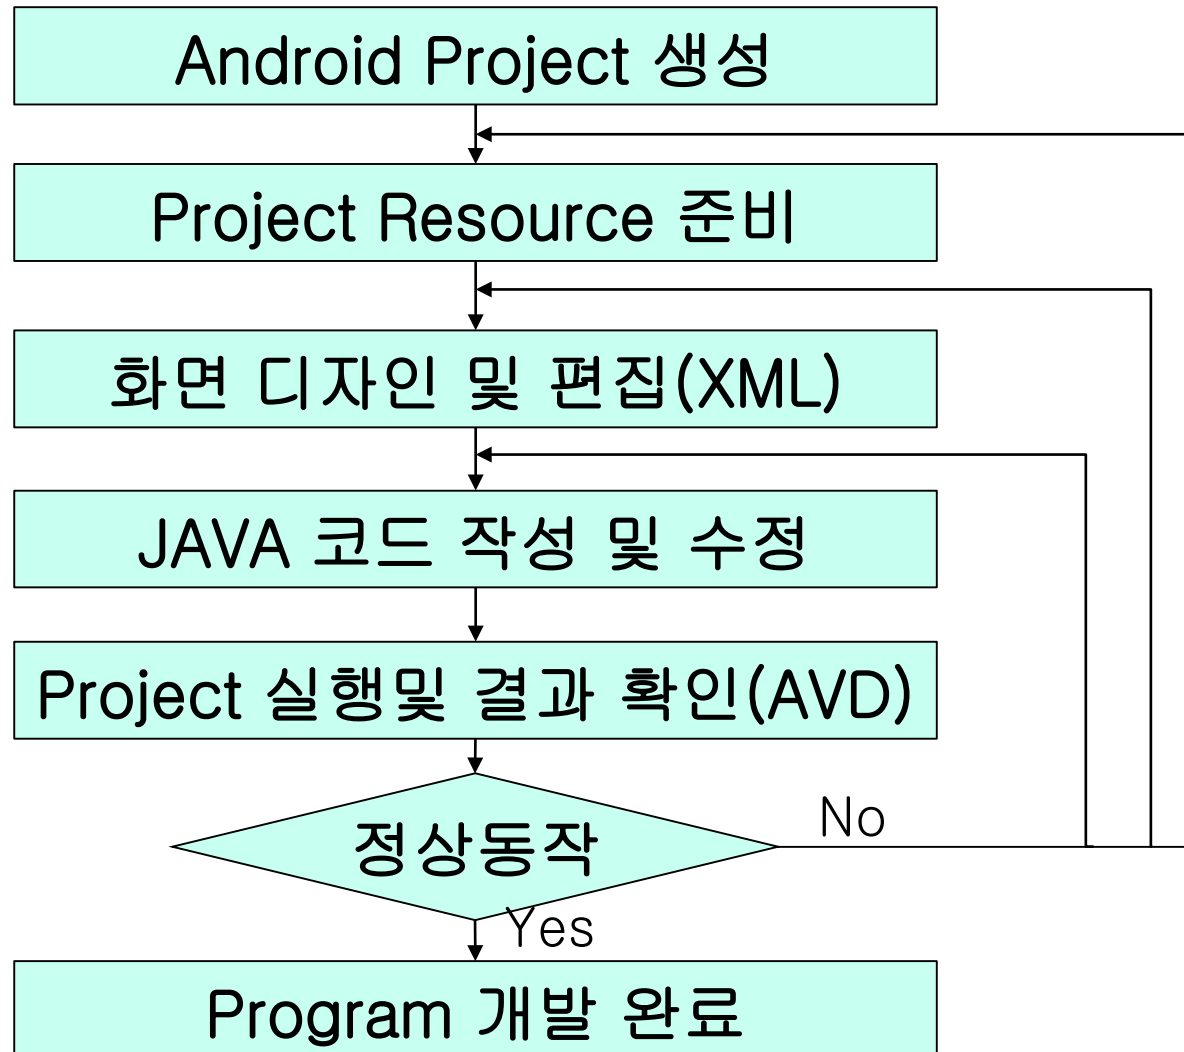 Android Project 생성
Project Resource 준비
화면 디자인 및 편집(XML)
JAVA 코드 작성 및 수정
Project 실행및 결과 확인(AVD)
정상동작
No
Yes
Program 개발 완료